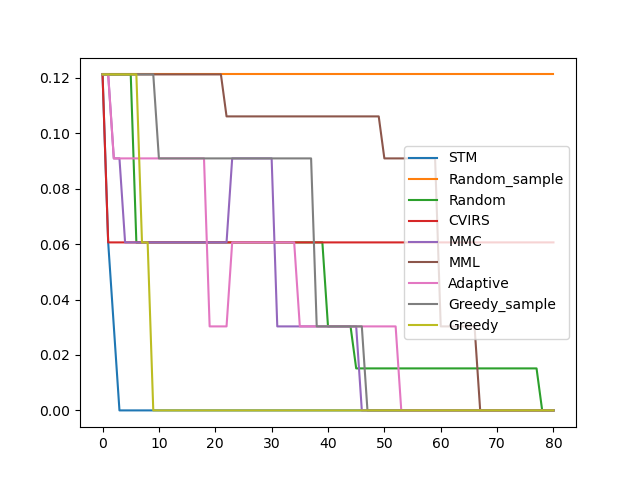 0.12
0.10
0.08
0.06
0.04
0.02
0.00
0
10
20
30
40
50
60
70
80
STM
Random_sample
Random
CVIRS
MMC
MML
Adaptive
Greedy_sample
Greedy